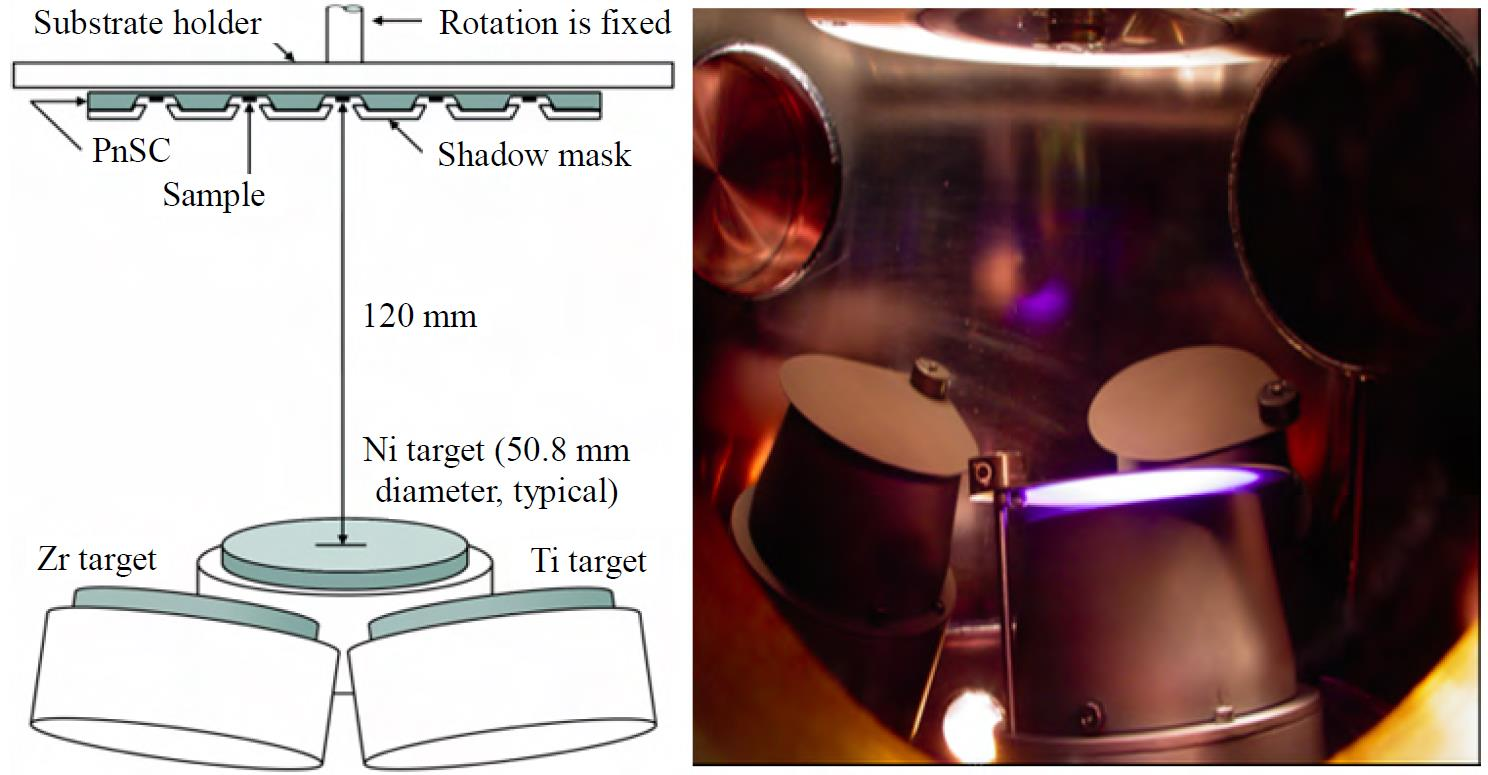 Substrate holder
Rotation is fixed
PnSC
Shadow mask
Sample
120 mm
Ni target (50.8 mm
diameter, typical)
Zr target
Ti target